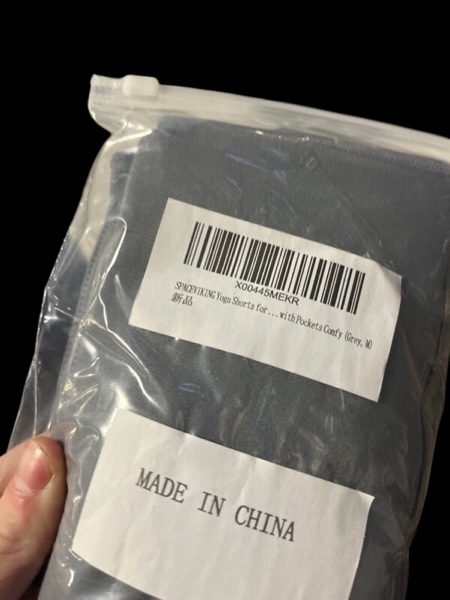 X00445MEKR
SPACEVIKING Yoga Shorts for... with Pockets Comfy (Grey, M)
新品
MADE IN CHINA